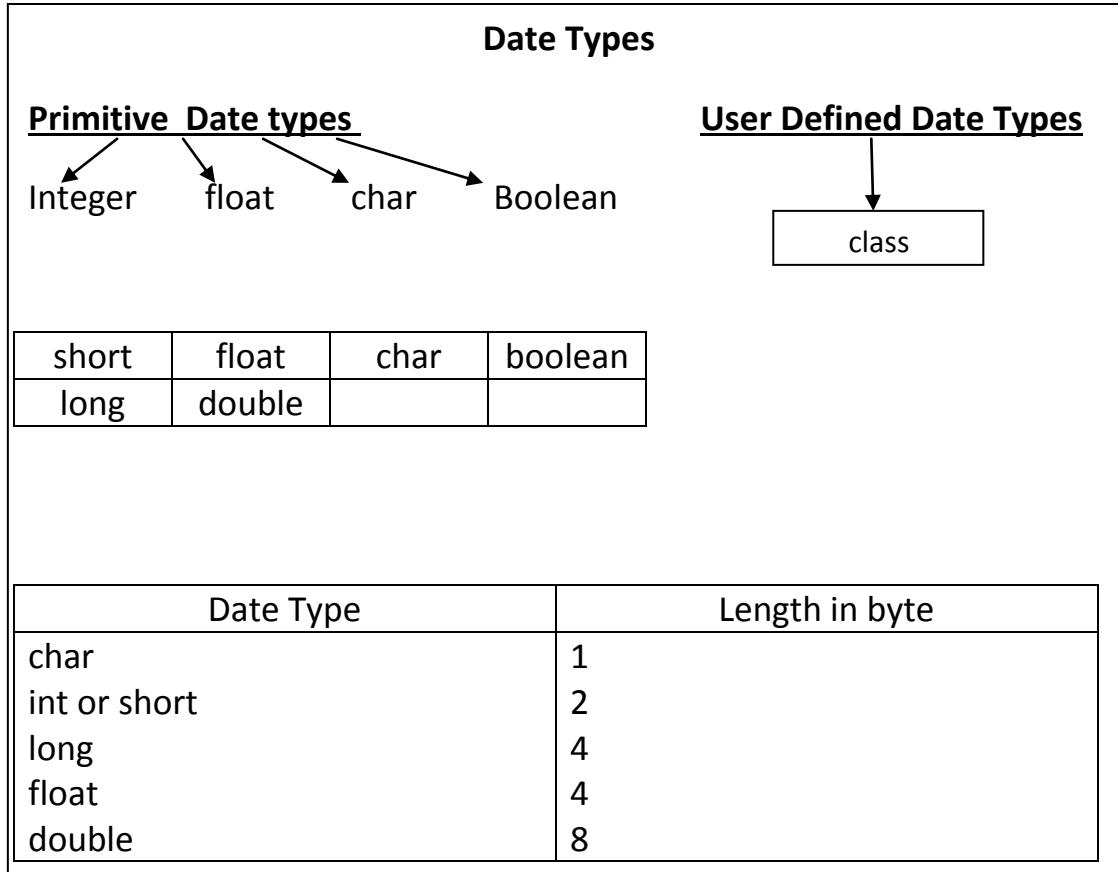 Date Types
Primitive Date types User Defined Date Types
Integer float char Boolean
class
short float char boolean
long double
Date Type Length in byte
char 1
int or short 2
long 4
float 4
double 8